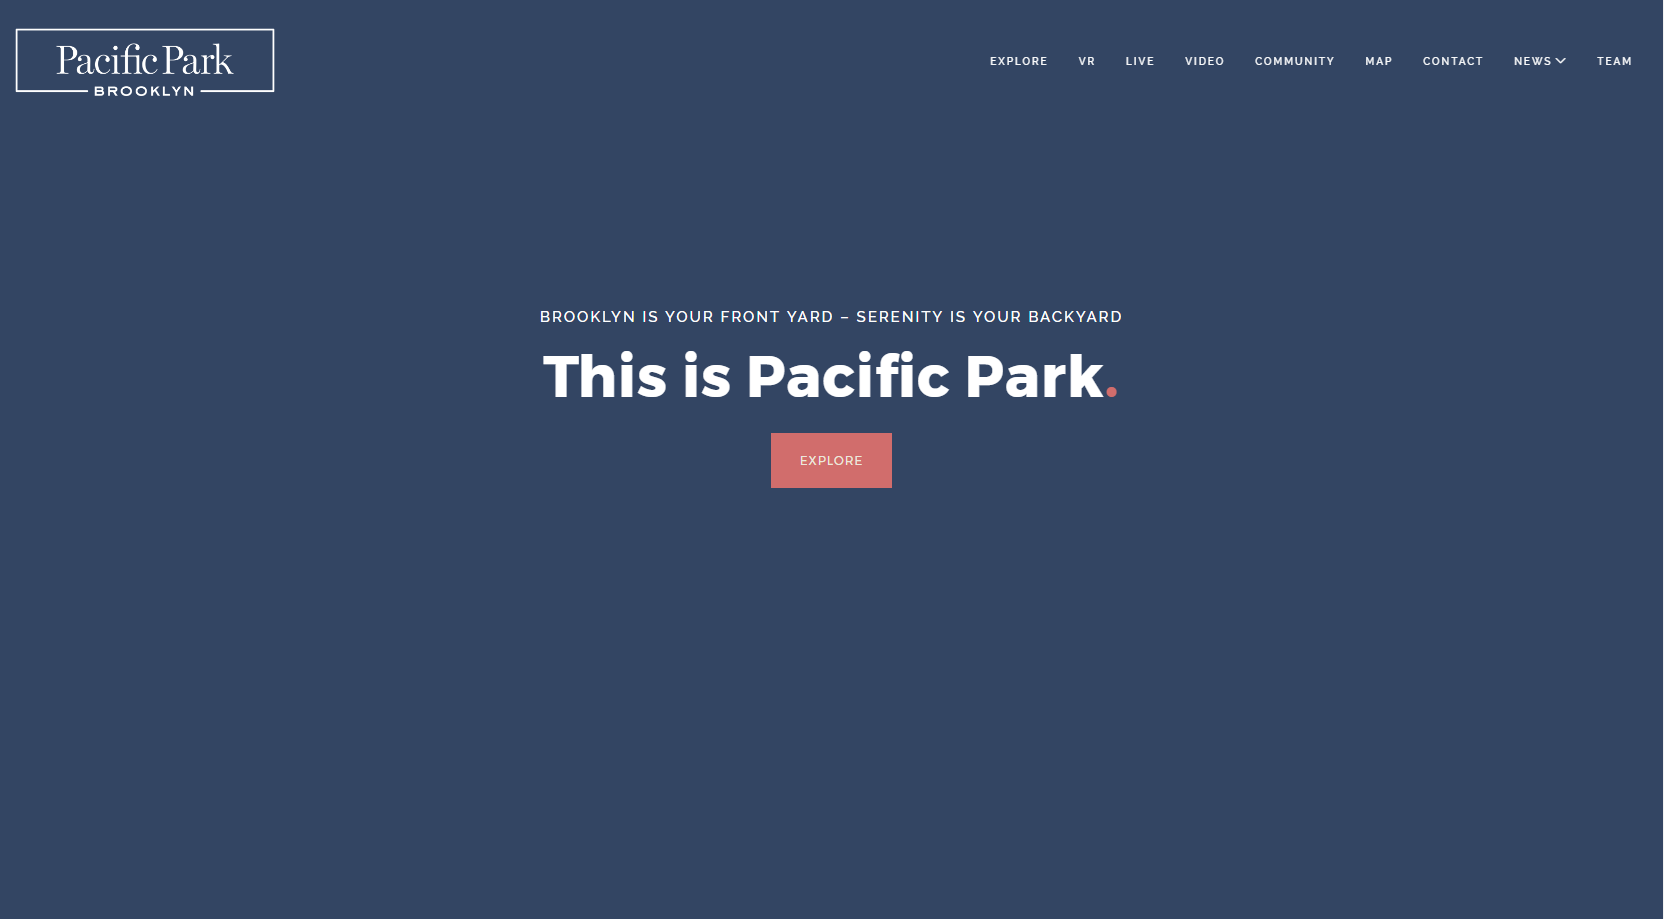 Pacific Park
BROOKLYN
EXPLORE VR LIVE VIDEO COMMUNITY MAP CONTACT NEWS TEAM
BROOKLYN IS YOUR FRONT YARD – SERENITY IS YOUR BACKYARD
This is Pacific Park.
EXPLORE